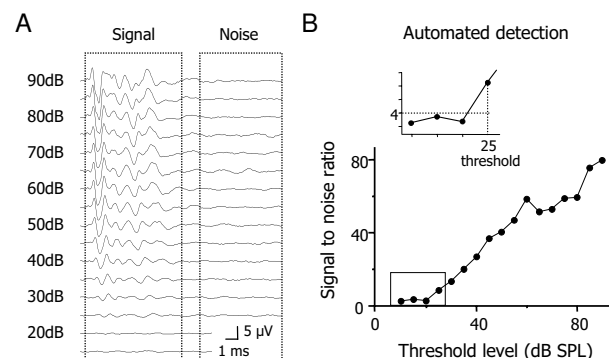 A
Signal
Noise
90dB
80dB
70dB
60dB
50dB
40dB
30dB
20dB
5 µV
1 ms
B
Automated detection
4
25
threshold
Signal to noise ratio
80
40
0
0
40
80
Threshold level (dB SPL)